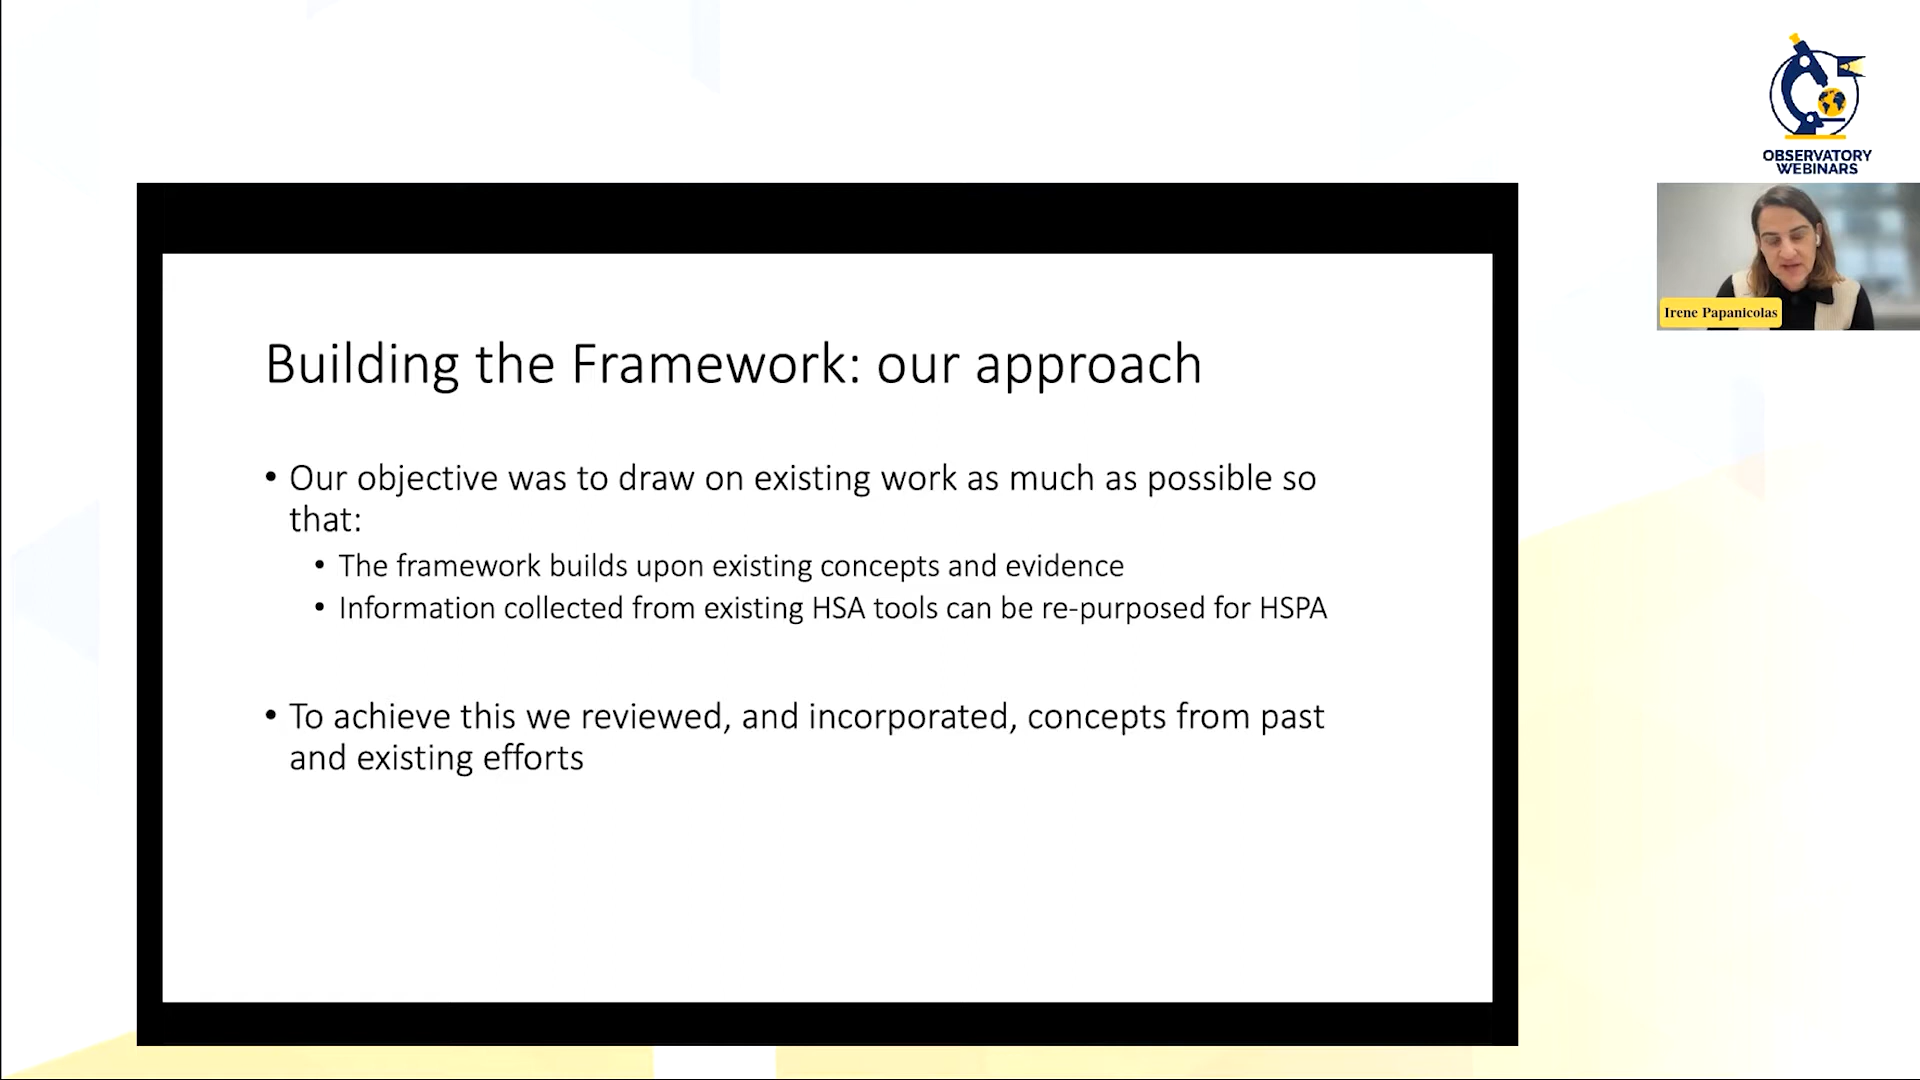 OBSERVATORY
WEBINARS
Irene Papanicolas
Building the Framework: our approach
• Our objective was to draw on existing work as much as possible so
that:
• The framework builds upon existing concepts and evidence
• Information collected from existing HSA tools can be re-purposed for HSPA
• To achieve this we reviewed, and incorporated, concepts from past
and existing efforts